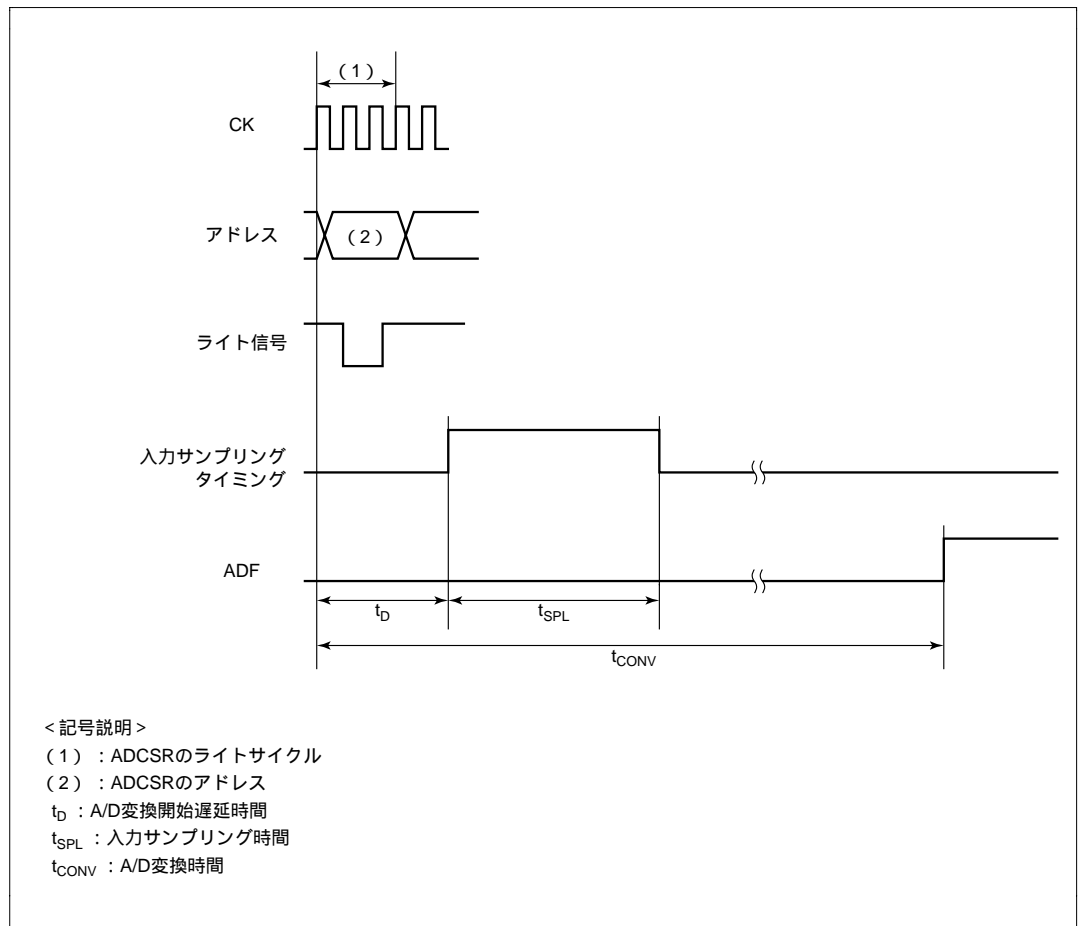 (1)
CK
アドレス
(2)
ライト信号
入力サンプリング
タイミング
ADF
tD
tSPL
tCONV
<記号説明>
(1) : ADCSRのライトサイクル
(2) : ADCSRのアドレス
tD : A/D変換開始遅延時間
tSPL : 入力サンプリング時間
tCONV : A/D変換時間